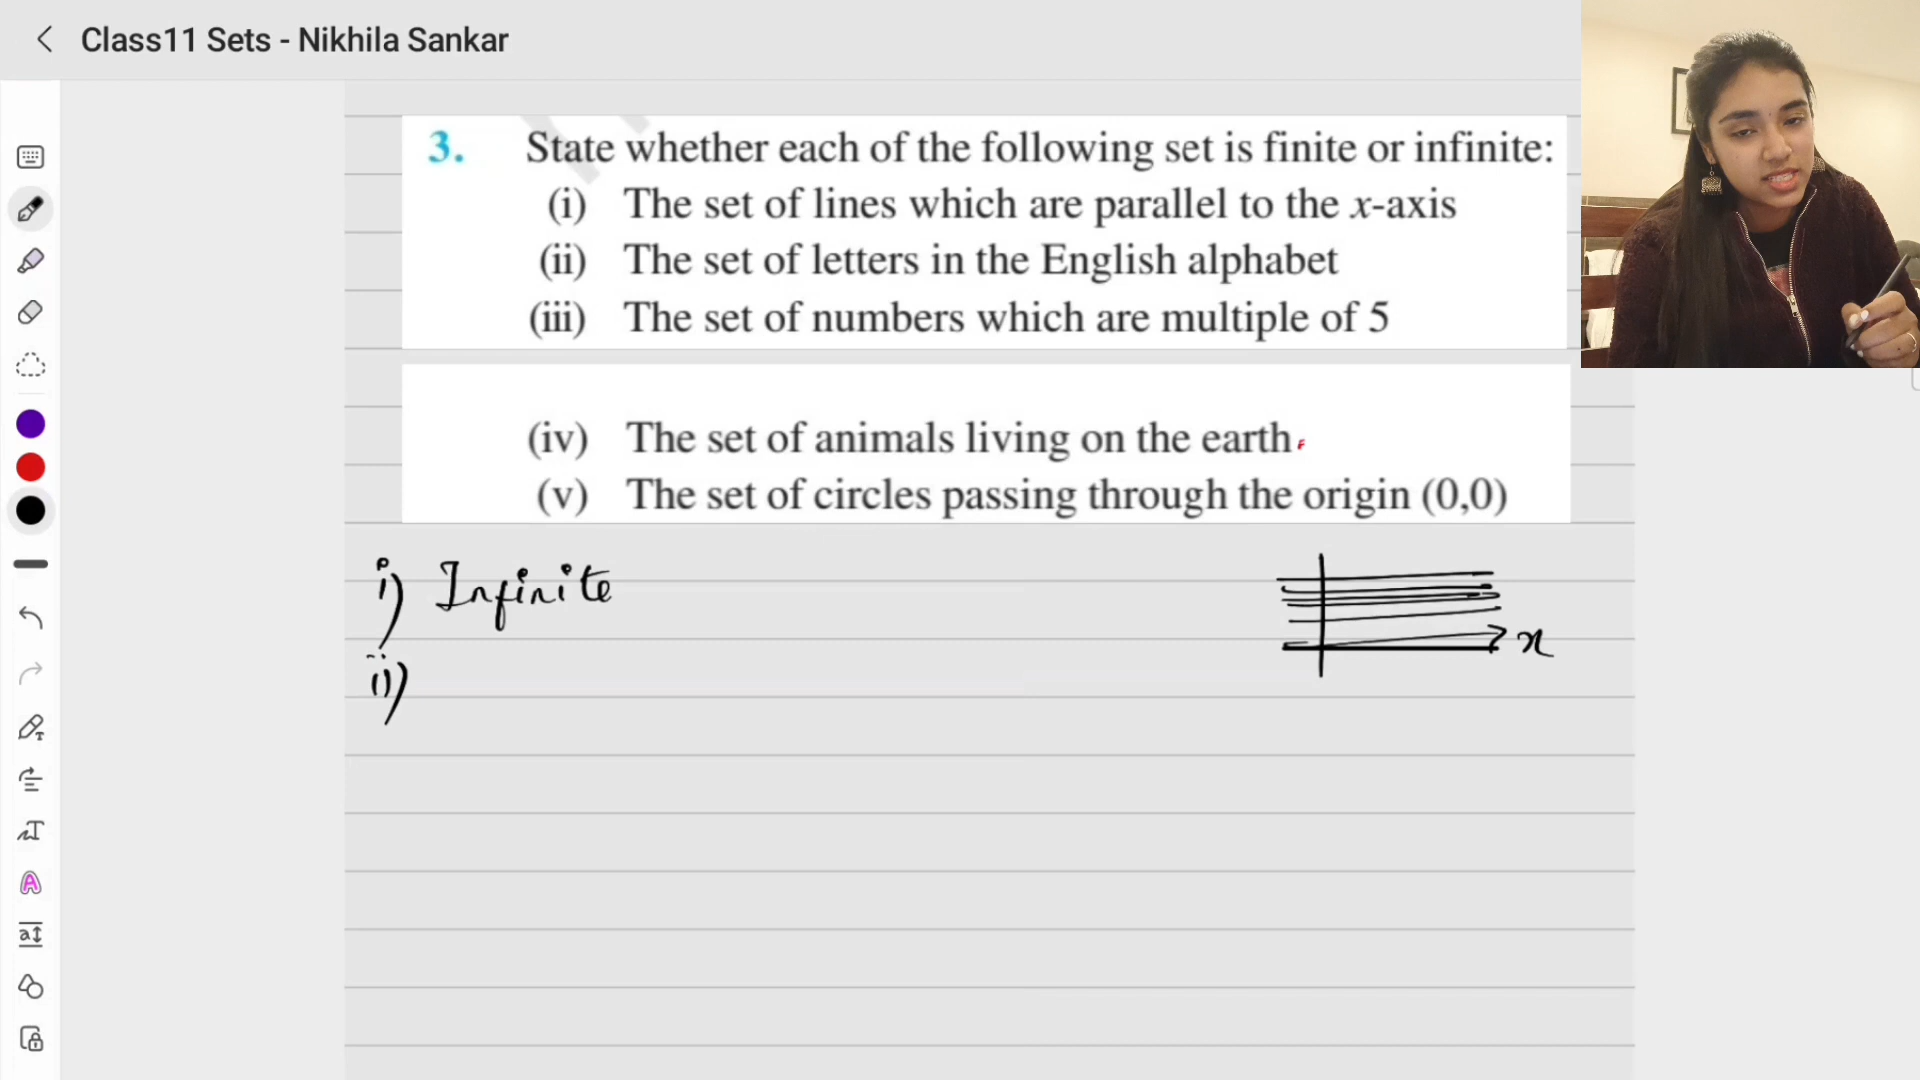 Class11 Sets - Nikhila Sankar
3. State whether each of the following set is finite or infinite:
(i) The set of lines which are parallel to the x-axis
(ii) The set of letters in the English alphabet
(iii) The set of numbers which are multiple of 5
(iv) The set of animals living on the earth
(v) The set of circles passing through the origin (0,0)
i) Infinite
x
ii)